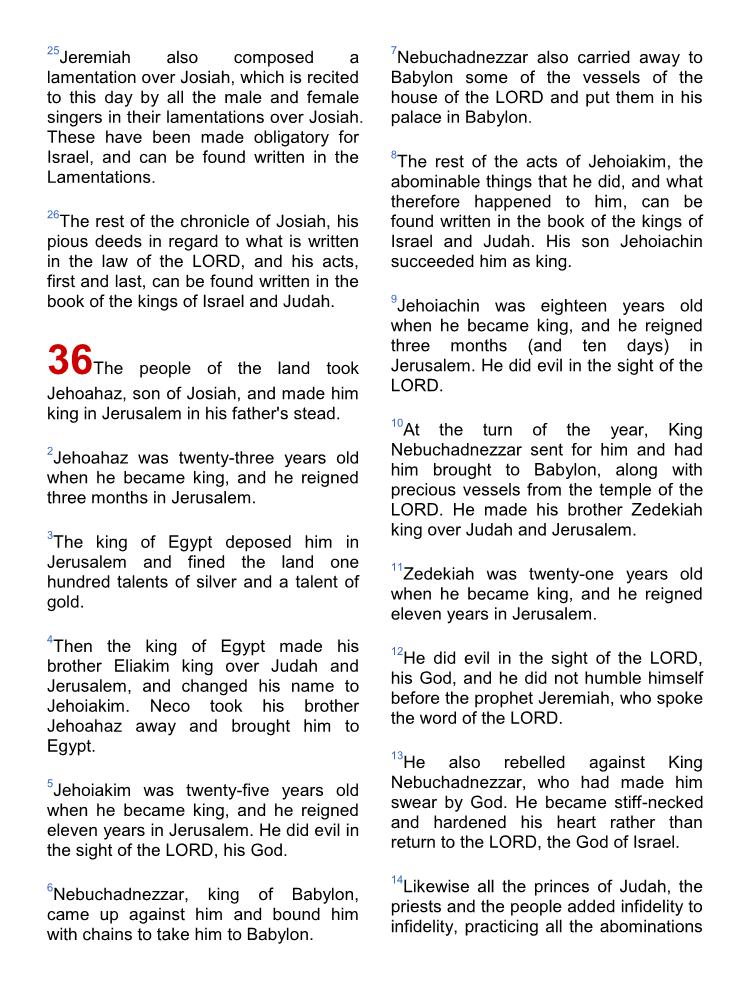 25Jeremiah also composed a
lamentation over Josiah, which is recited
to this day by all the male and female
singers in their lamentations over Josiah.
These have been made obligatory for
Israel, and can be found written in the
Lamentations.
26The rest of the chronicle of Josiah, his
pious deeds in regard to what is written
in the law of the LORD, and his acts,
first and last, can be found written in the
book of the kings of Israel and Judah.
36The people of the land took
Jehoahaz, son of Josiah, and made him
king in Jerusalem in his father's stead.
2Jehoahaz was twenty-three years old
when he became king, and he reigned
three months in Jerusalem.
3The king of Egypt deposed him in
Jerusalem and fined the land one
hundred talents of silver and a talent of
gold.
4Then the king of Egypt made his
brother Eliakim king over Judah and
Jerusalem, and changed his name to
Jehoiakim. Neco took his brother
Jehoahaz away and brought him to
Egypt.
5Jehoiakim was twenty-five years old
when he became king, and he reigned
eleven years in Jerusalem. He did evil in
the sight of the LORD, his God.
6Nebuchadnezzar, king of Babylon,
came up against him and bound him
with chains to take him to Babylon.
7Nebuchadnezzar also carried away to
Babylon some of the vessels of the
house of the LORD and put them in his
palace in Babylon.
8The rest of the acts of Jehoiakim, the
abominable things that he did, and what
therefore happened to him, can be
found written in the book of the kings of
Israel and Judah. His son Jehoiachin
succeeded him as king.
9Jehoiachin was eighteen years old
when he became king, and he reigned
three months (and ten days) in
Jerusalem. He did evil in the sight of the
LORD.
10At the turn of the year, King
Nebuchadnezzar sent for him and had
him brought to Babylon, along with
precious vessels from the temple of the
LORD. He made his brother Zedekiah
king over Judah and Jerusalem.
11Zedekiah was twenty-one years old
when he became king, and he reigned
eleven years in Jerusalem.
12He did evil in the sight of the LORD,
his God, and he did not humble himself
before the prophet Jeremiah, who spoke
the word of the LORD.
13He also rebelled against King
Nebuchadnezzar, who had made him
swear by God. He became stiff-necked
and hardened his heart rather than
return to the LORD, the God of Israel.
14Likewise all the princes of Judah, the
priests and the people added infidelity to
infidelity, practicing all the abominations